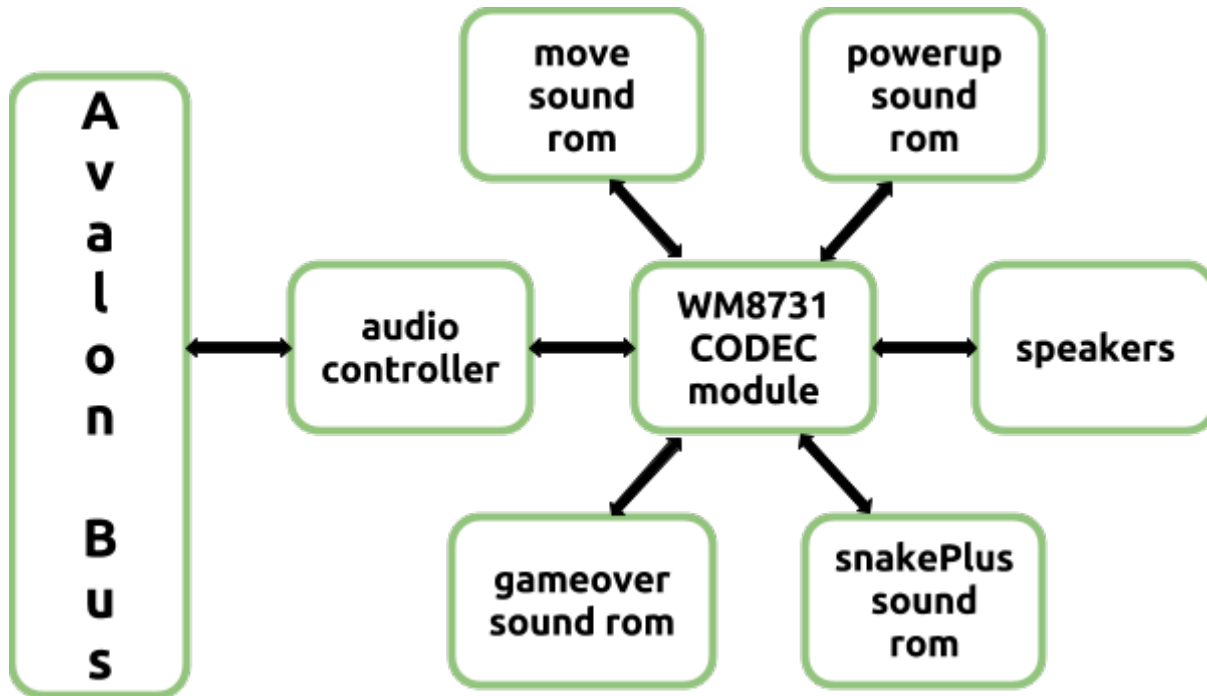 A
v
a
l
o
n
B
u
s
move
sound
rom
powerup
sound
rom
audio
controller
WM8731
CODEC
module
speakers
gameover
sound rom
snakePlus
sound
rom